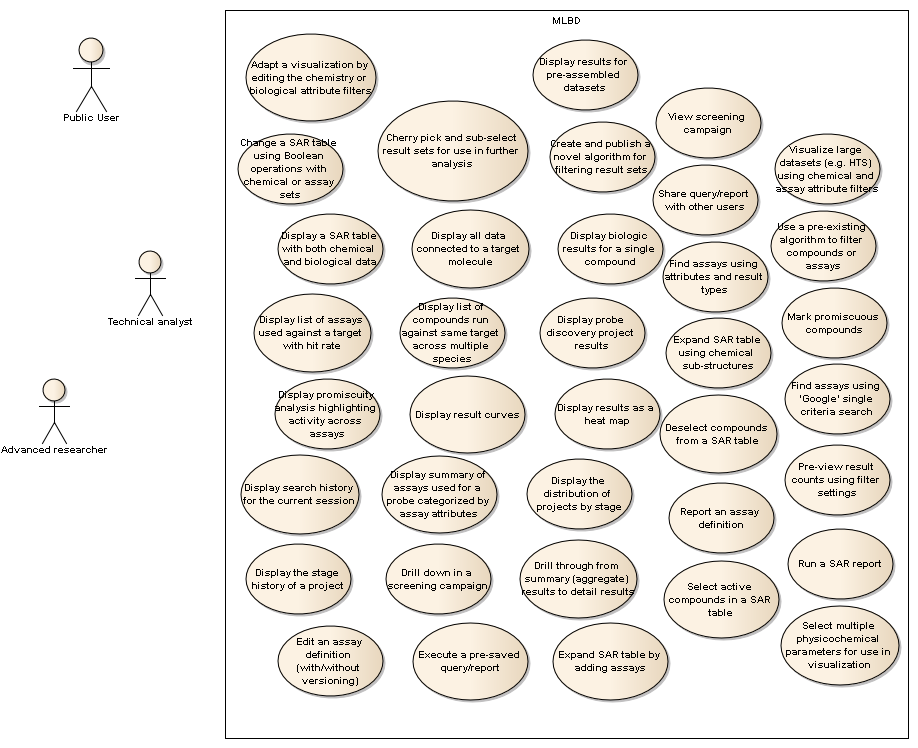 MLBD
Public User
Technical analyst
Advanced researcher
Adapt a visualization by
editing the chemistry or
biological attribute filters
Change a SAR table
using Boolean
operations with
chemical or assay
sets
Display a SAR table
with both chemical
and biological data
Display list of assays
used against a target
with hit rate
Display promiscuity
analysis highlighting
activity across
assays
Display search history
for the current session
Display the stage
history of a project
Edit an assay
definition
(with/without
versioning)
Cherry pick and sub-select
result sets for use in further
analysis
Display all data
connected to a target
molecule
Display list of
compounds run
against same target
across multiple
species
Display result curves
Display summary of
assays used for a
probe categorized by
assay attributes
Drill down in a
screening campaign
Execute a pre-saved
query/report
Display results for
pre-assembled
datasets
Create and publish a
novel algorithm for
filtering result sets
Display biologic
results for a single
compound
Display probe
discovery project
results
Display results as a
heat map
Display the
distribution of
projects by stage
Drill through from
summary (aggregate)
results to detail results
Expand SAR table by
adding assays
View screening
campaign
Share query/report
with other users
Find assays using
attributes and result
types
Expand SAR table
using chemical
sub-structures
Deselect compounds
from a SAR table
Report an assay
definition
Select active
compounds in a SAR
table
Visualize large
datasets (e.g. HTS)
using chemical and
assay attribute filters
Use a pre-existing
algorithm to filter
compounds or
assays
Mark promiscuous
compounds
Find assays using
'Google' single
criteria search
Pre-view result
counts using filter
settings
Run a SAR report
Select multiple
physicochemical
parameters for use in
visualization